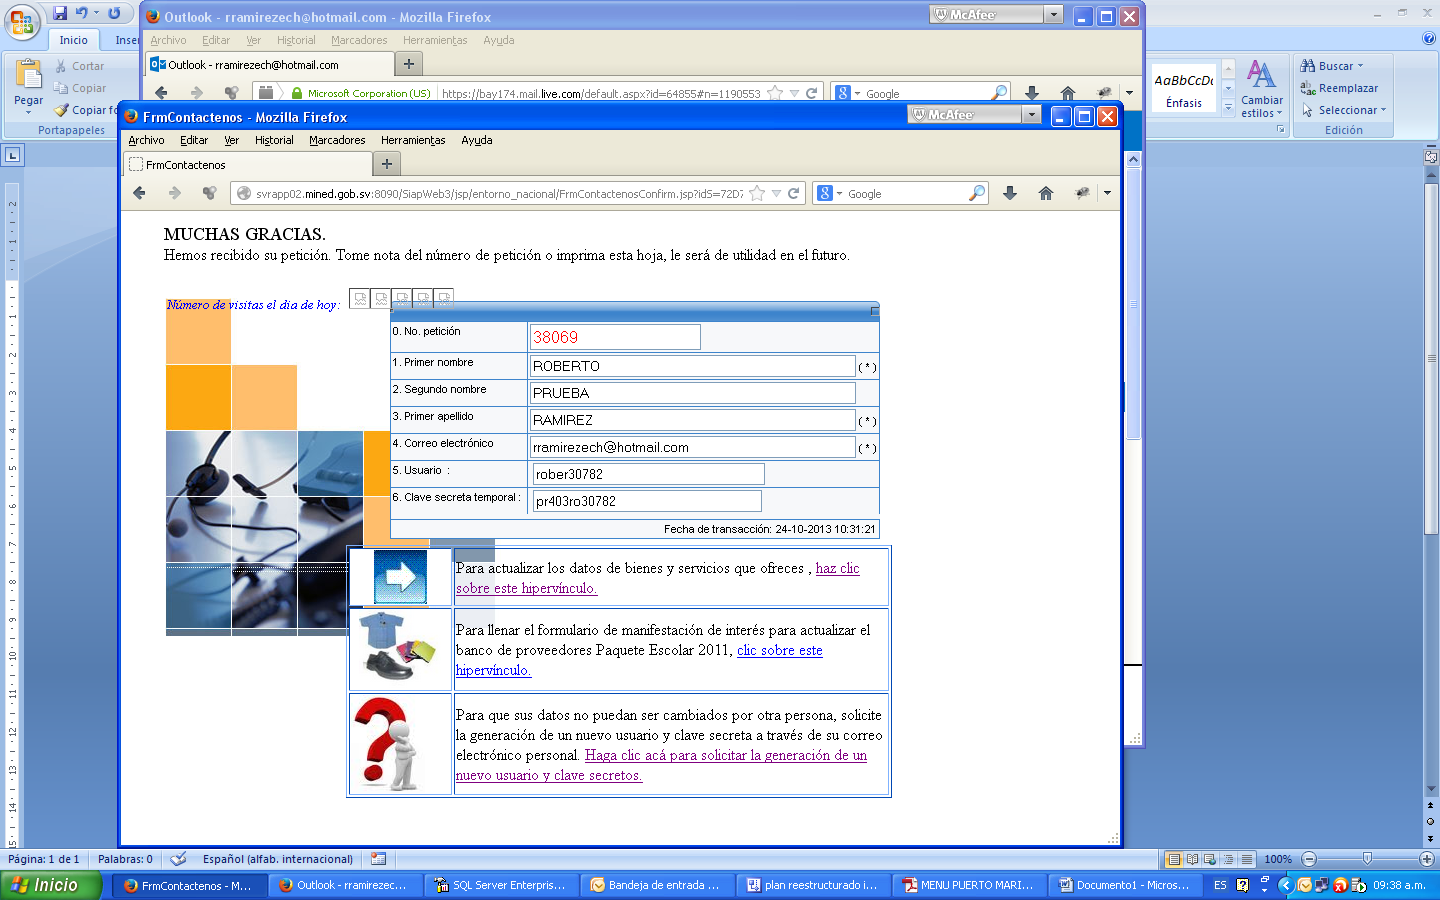 Outlook - rramirezech@hotmail.com - Mozilla Firefox
McAfee
Archivo Editar Ver Historial Marcadores Herramientas Ayuda
Inicio
Outlook - rramirezech@hotmail.com
Cortar
Copiar
Pegar
Portapapeles
Microsoft Corporation (US)
https://bay174.mail.live.com/default.aspx?id=64855#n=1190553
Google
AaBbCcD
Énfasis
Cambiar estilos
Buscar
Reemplazar
Seleccionar
Edición
FrmContactenos - Mozilla Firefox
McAfee
Archivo Editar Ver Historial Marcadores Herramientas Ayuda
FrmContactenos
svrapp02.mined.gob.sv:8090/SiapWeb3/jsp/entorno_nacional/FrmContactenosConfirm.jsp?idS=72D7
Google
MUCHAS GRACIAS.
Hemos recibido su petición. Tome nota del número de petición o imprima esta hoja, le será de utilidad en el futuro.
Número de visitas el dia de hoy:
0. No. petición 38069
1. Primer nombre ROBERTO (*)
2. Segundo nombre PRUEBA
3. Primer apellido RAMIREZ (*)
4. Correo electrónico rramirezech@hotmail.com (*)
5. Usuario : rober30782
6. Clave secreta temporal : pr403ro30782
Fecha de transacción: 24-10-2013 10:31:21
Para actualizar los datos de bienes y servicios que ofreces , haz clic
sobre este hipervínculo.
Para llenar el formulario de manifestación de interés para actualizar el
banco de proveedores Paquete Escolar 2011, clic sobre este
hipervínculo.
Para que sus datos no puedan ser cambiados por otra persona, solicite
la generación de un nuevo usuario y clave secreta a través de su correo
electrónico personal. Haga clic acá para solicitar la generación de un
nuevo usuario y clave secretos.
Página: 1 de 1 Palabras: 0 Español (alfab. internacional) 100%
Inicio FrmContactenos - M... Outlook - rramirezec... SQL Server Enterpris... Bandeja de entrada ... plan reestructurado i... MENU PUERTO MARI... Documento1 - Micros... ES 09:38 a.m.